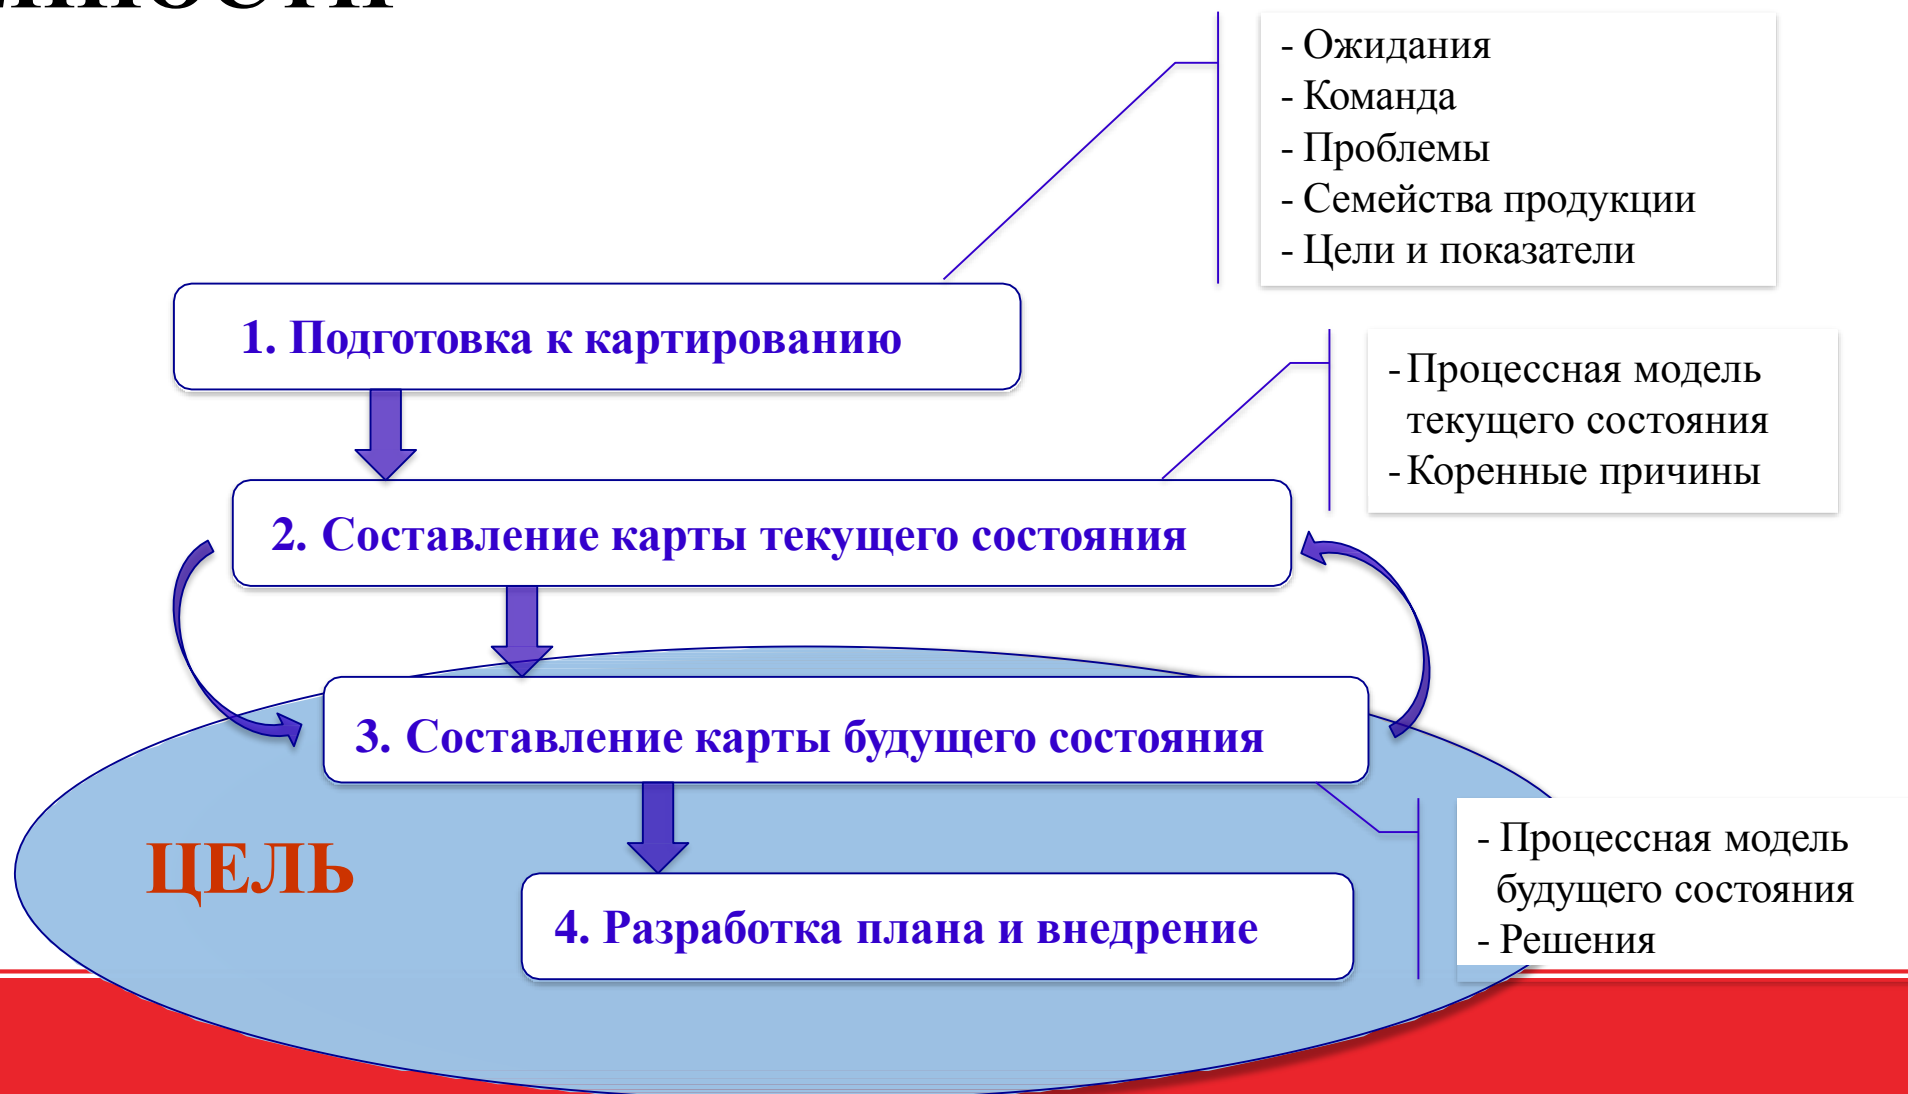 - Ожидания
- Команда
- Проблемы
- Семейства продукции
- Цели и показатели
1. Подготовка к картированию
- Процессная модель
текущего состояния
- Коренные причины
2. Составление карты текущего состояния
3. Составление карты будущего состояния
- Процессная модель
будущего состояния
- Решения
ЦЕЛЬ
4. Разработка плана и внедрение